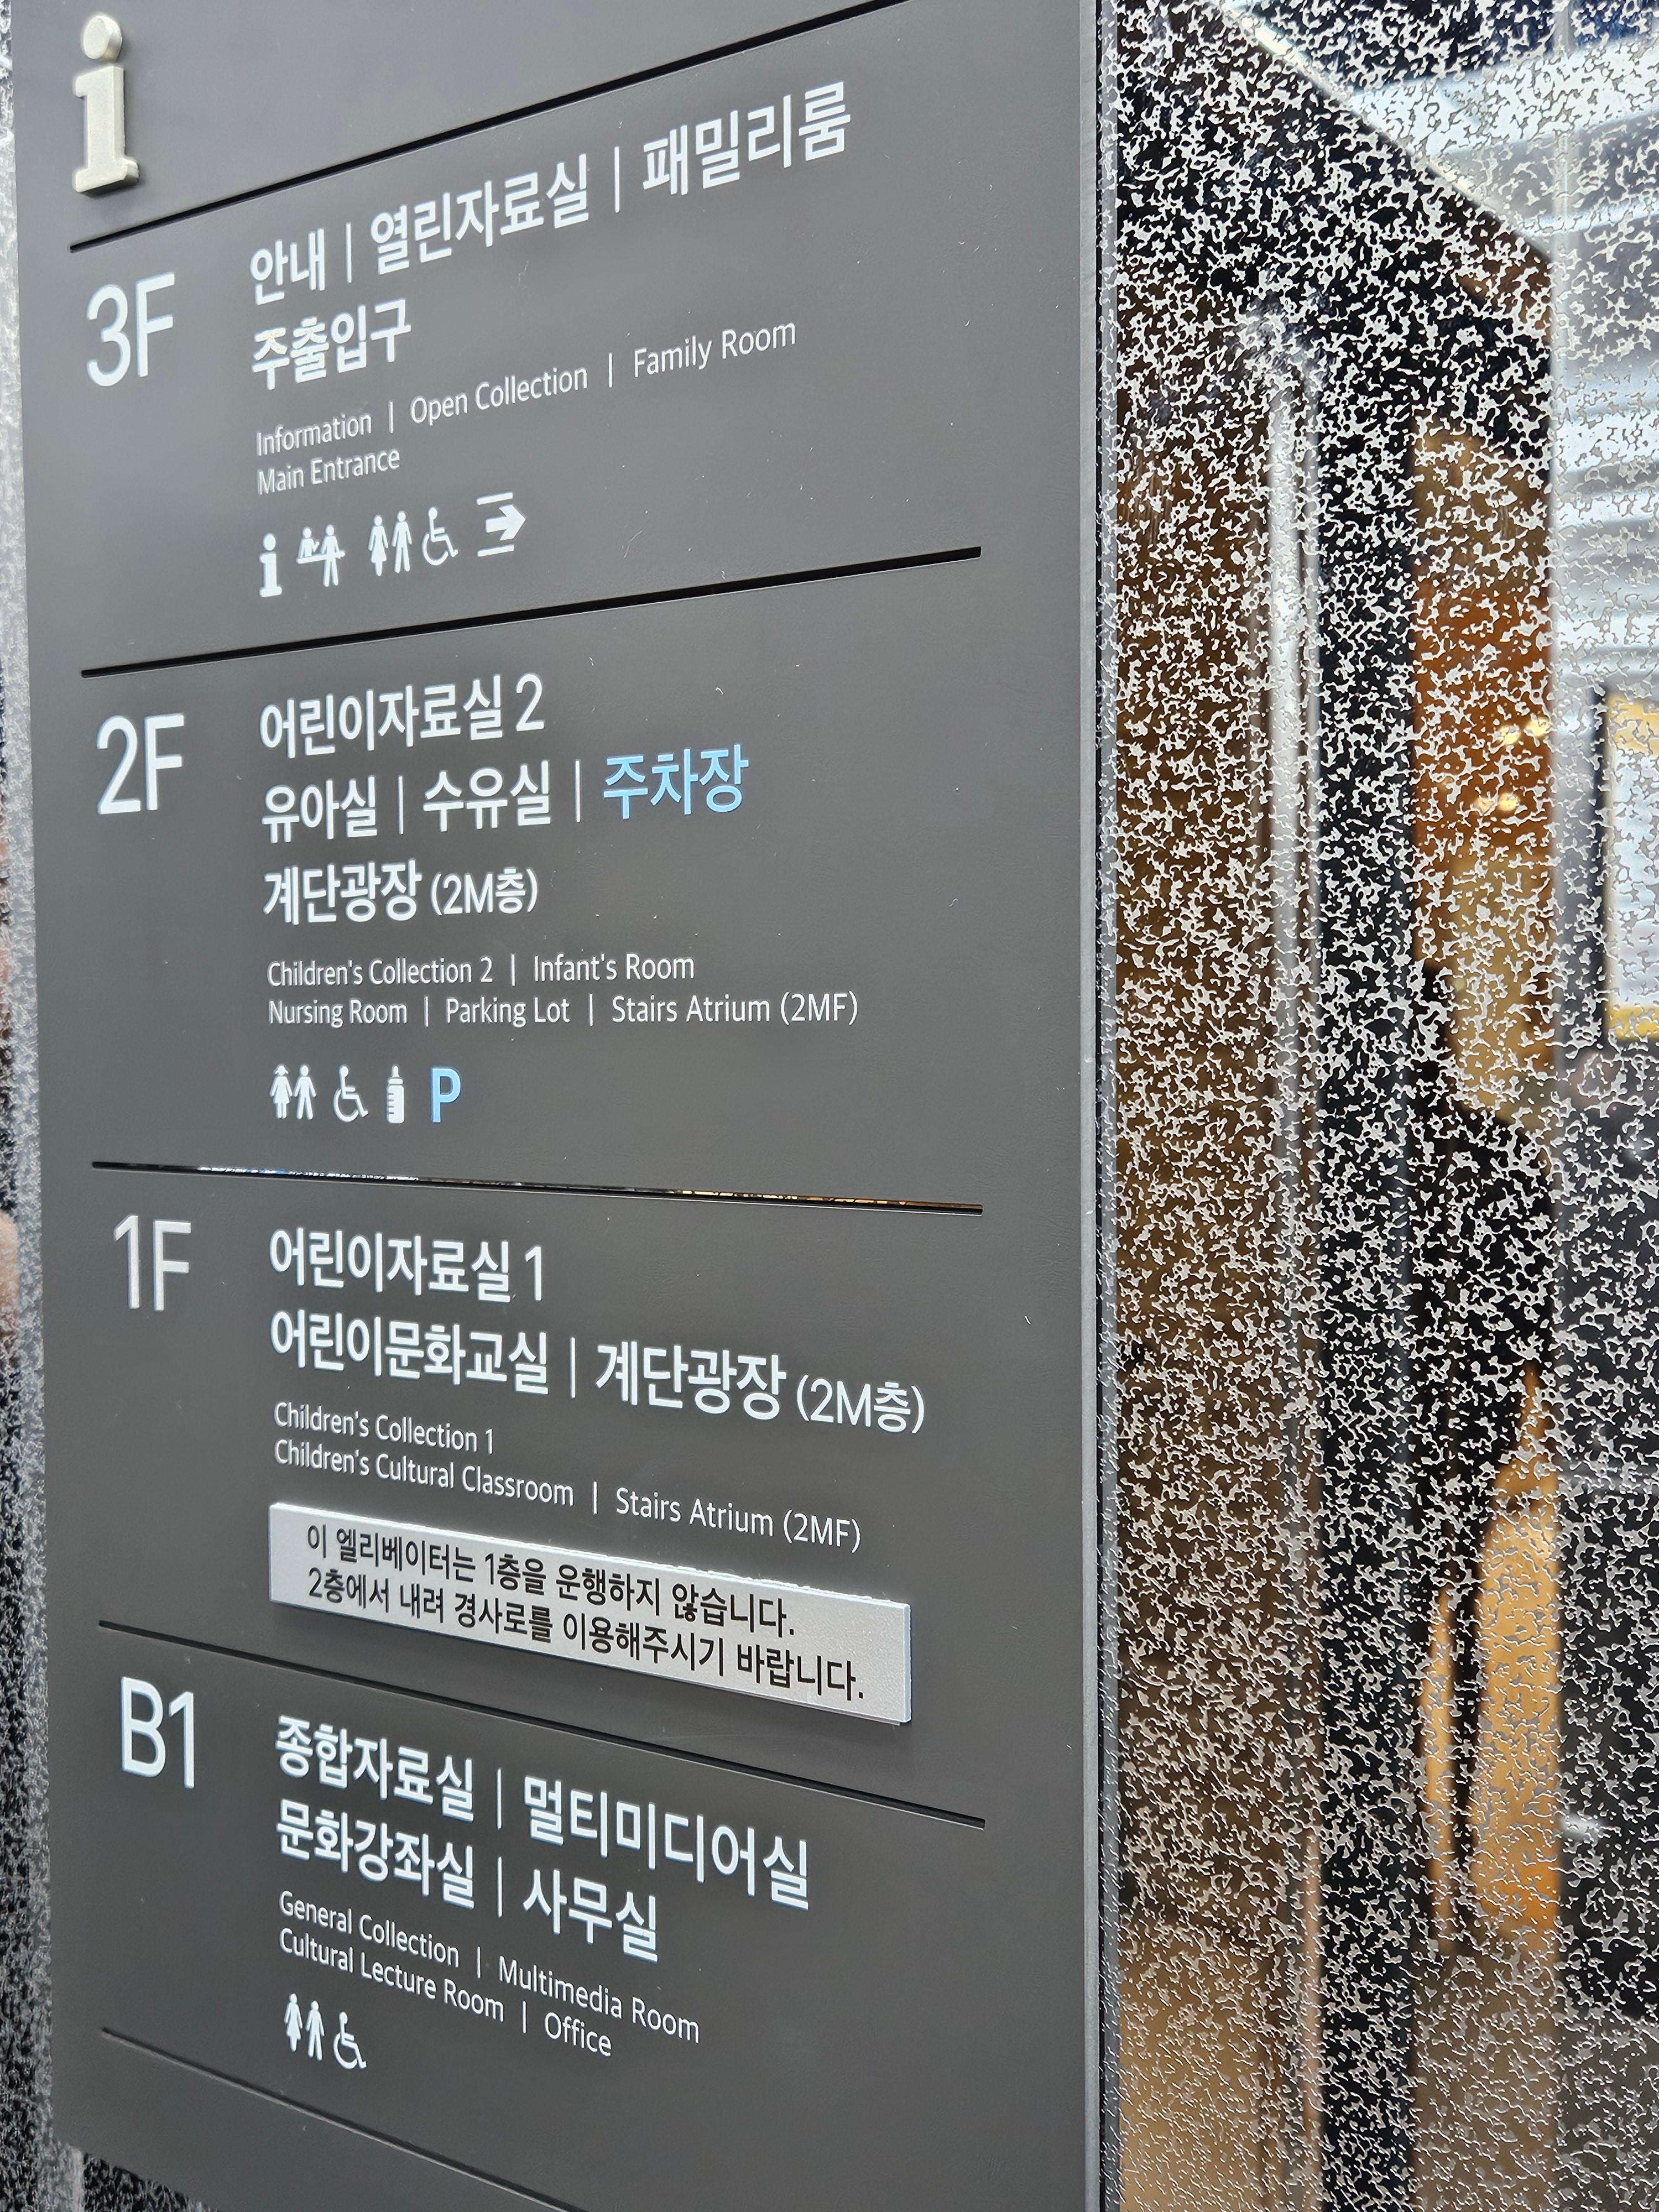 i
3F
안내 | 열린자료실 | 패밀리룸
주출입구
Information | Open Collection | Family Room
Main Entrance
2F
어린이자료실 2
유아실 | 수유실 | 주차장
계단광장 (2M층)
Children's Collection 2 | Infant's Room
Nursing Room | Parking Lot | Stairs Atrium (2MF)
P
1F
어린이자료실 1
어린이문화교실 | 계단광장 (2M층)
Children's Collection 1
Children's Cultural Classroom | Stairs Atrium (2MF)
이 엘리베이터는 1층을 운행하지 않습니다.
2층에서 내려 경사로를 이용해주시기 바랍니다.
B1
종합자료실 | 멀티미디어실
문화강좌실 | 사무실
General Collection | Multimedia Room
Cultural Lecture Room | Office